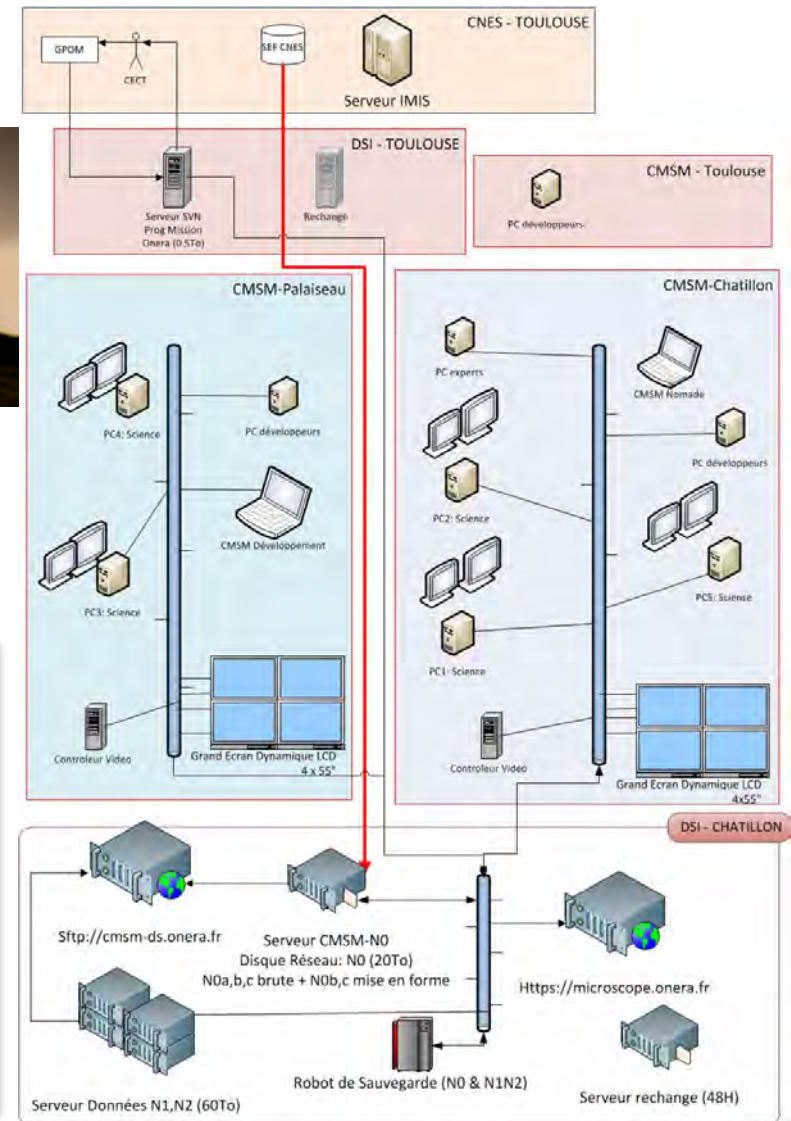 CNES - TOULOUSE
GPOM
CECT
SEF CNES
Serveur IMIS
DSI - TOULOUSE
Serveur SVN
Prog Mission
Onera (0.5To)
Rechange
CMSM - Toulouse
PC développeurs
CMSM-Palaiseau
PC4: Science
PC développeurs
CMSM Développement
PC3: Science
Controleur Video
Grand Ecran Dynamique LCD
4 x 55"
CMSM-Chatillon
PC experts
CMSM Nomade
PC développeurs
PC2: Science
PC5: Science
PC1: Science
Controleur Video
Grand Ecran Dynamique LCD
4x55"
DSI - CHATILLON
Sftp://cmsm-ds.onera.fr
Serveur CMSM-N0
Disque Réseau: N0 (20To)
N0a,b,c brute + N0b,c mise en forme
Https://microscope.onera.fr
Serveur Données N1,N2 (60To)
Robot de Sauvegarde (N0 & N1N2)
Serveur rechange (48H)